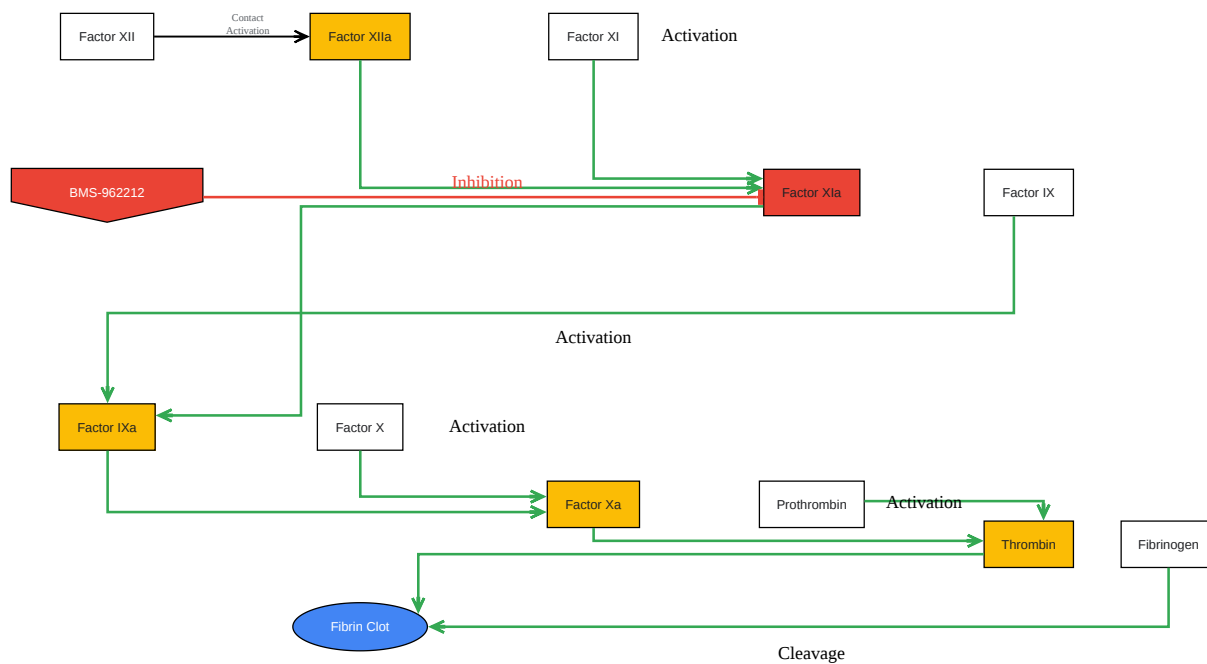 Contact
Activation
Factor XII
Factor XIIa
Factor XI
Activation
BMS-962212
Inhibition
Factor XIa
Factor IX
Activation
Factor IXa
Factor X
Activation
Factor Xa
Prothrombin
Activation
Thrombin
Fibrinogen
Fibrin Clot
Cleavage